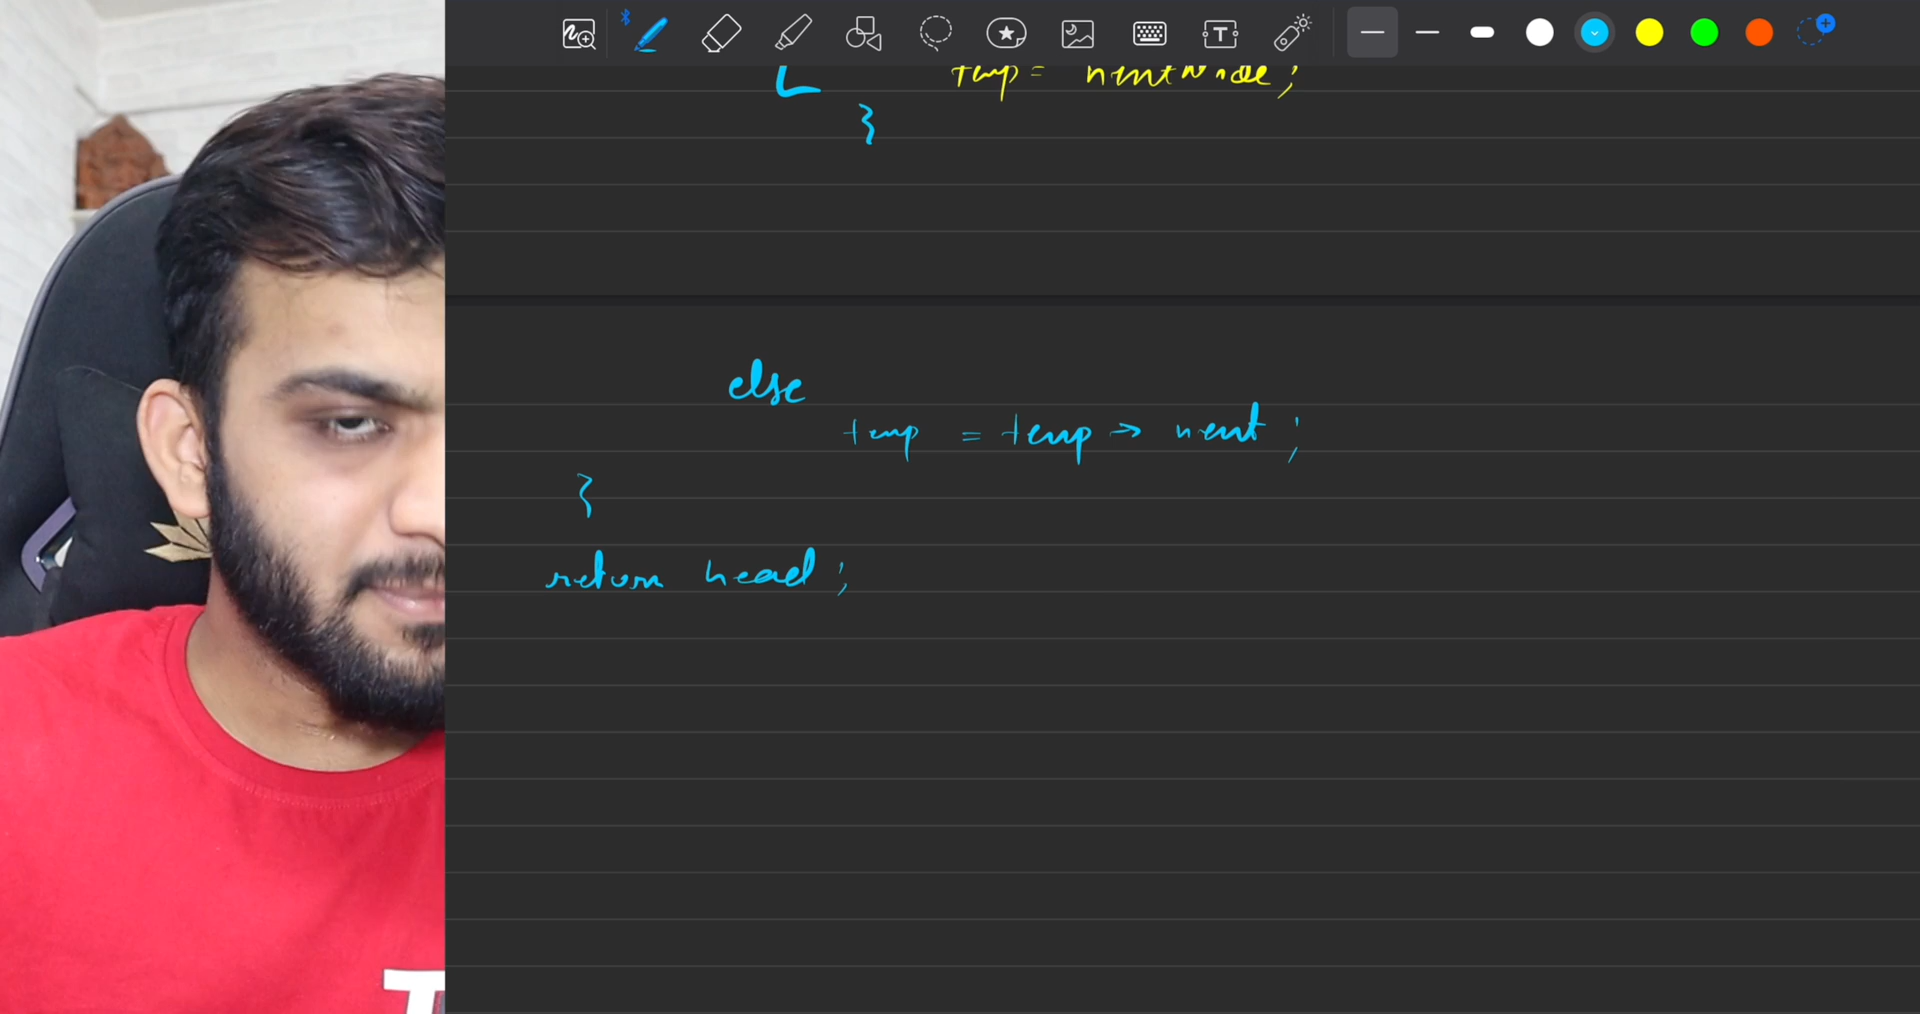 temp = nextNode;
}
else
temp = temp → next;
}
return head;